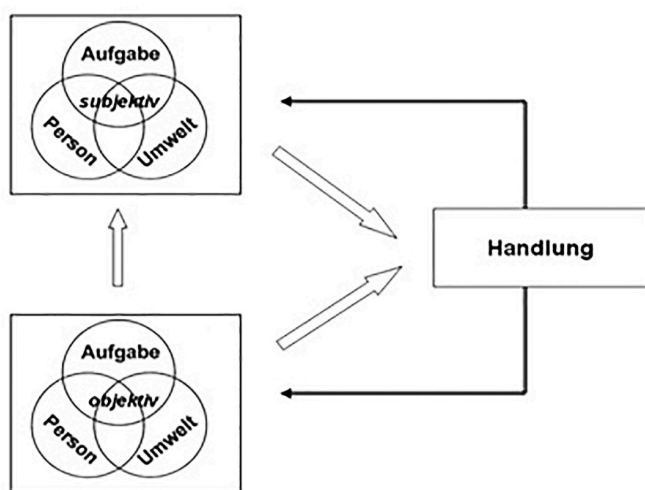 Aufgabe
subjektiv
Person
Umwelt
Handlung
Aufgabe
objektiv
Person
Umwelt